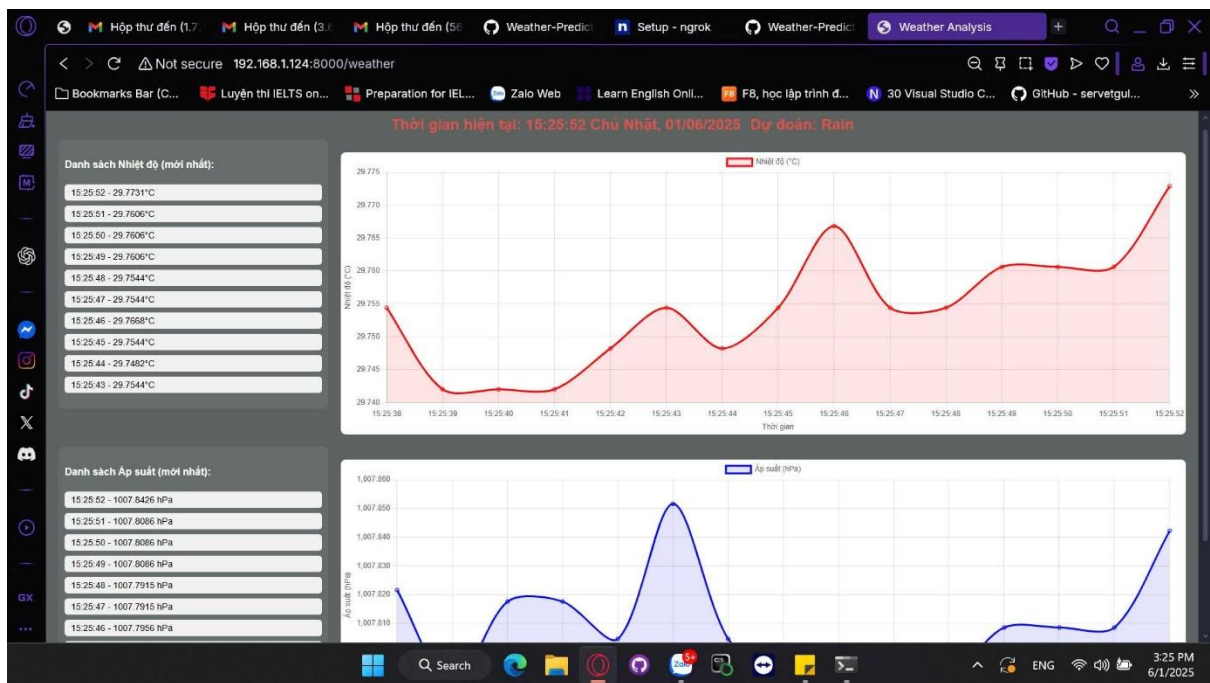 Hộp thư đến (1.7
Hộp thư đến (3.6
Hộp thư đến (56
Weather-Predict
Setup - ngrok
Weather-Predict
Weather Analysis
Not secure 192.168.1.124:8000/weather
Bookmarks Bar (C...
Luyện thi IELTS on...
Preparation for IEL...
Zalo Web
Learn English Onli...
F8, học lập trình đ...
30 Visual Studio C...
GitHub - servetgul...
Thời gian hiện tại: 15:25:52 Chủ Nhật, 01/06/2025 Dự đoán: Rain
Danh sách Nhiệt độ (mới nhất):
15:25:52 - 29.7731°C
15:25:51 - 29.7606°C
15:25:50 - 29.7606°C
15:25:49 - 29.7606°C
15:25:48 - 29.7544°C
15:25:47 - 29.7544°C
15:25:46 - 29.7668°C
15:25:45 - 29.7544°C
15:25:44 - 29.7482°C
15:25:43 - 29.7544°C
Nhiệt độ (°C)
29.775
29.770
29.765
29.760
29.755
29.750
29.745
29.740
Nhiệt độ (°C)
15:25:38 15:25:39 15:25:40 15:25:41 15:25:42 15:25:43 15:25:44 15:25:45 15:25:46 15:25:47 15:25:48 15:25:49 15:25:50 15:25:51 15:25:52
Thời gian
Danh sách Áp suất (mới nhất):
15:25:52 - 1007.8426 hPa
15:25:51 - 1007.8086 hPa
15:25:50 - 1007.8086 hPa
15:25:49 - 1007.8086 hPa
15:25:48 - 1007.7915 hPa
15:25:47 - 1007.7915 hPa
15:25:46 - 1007.7956 hPa
Áp suất (hPa)
1,007.860
1,007.850
1,007.840
1,007.830
1,007.820
1,007.810
Áp suất (hPa)
GX
Search
5+
Zalo
ENG
3:25 PM
6/1/2025